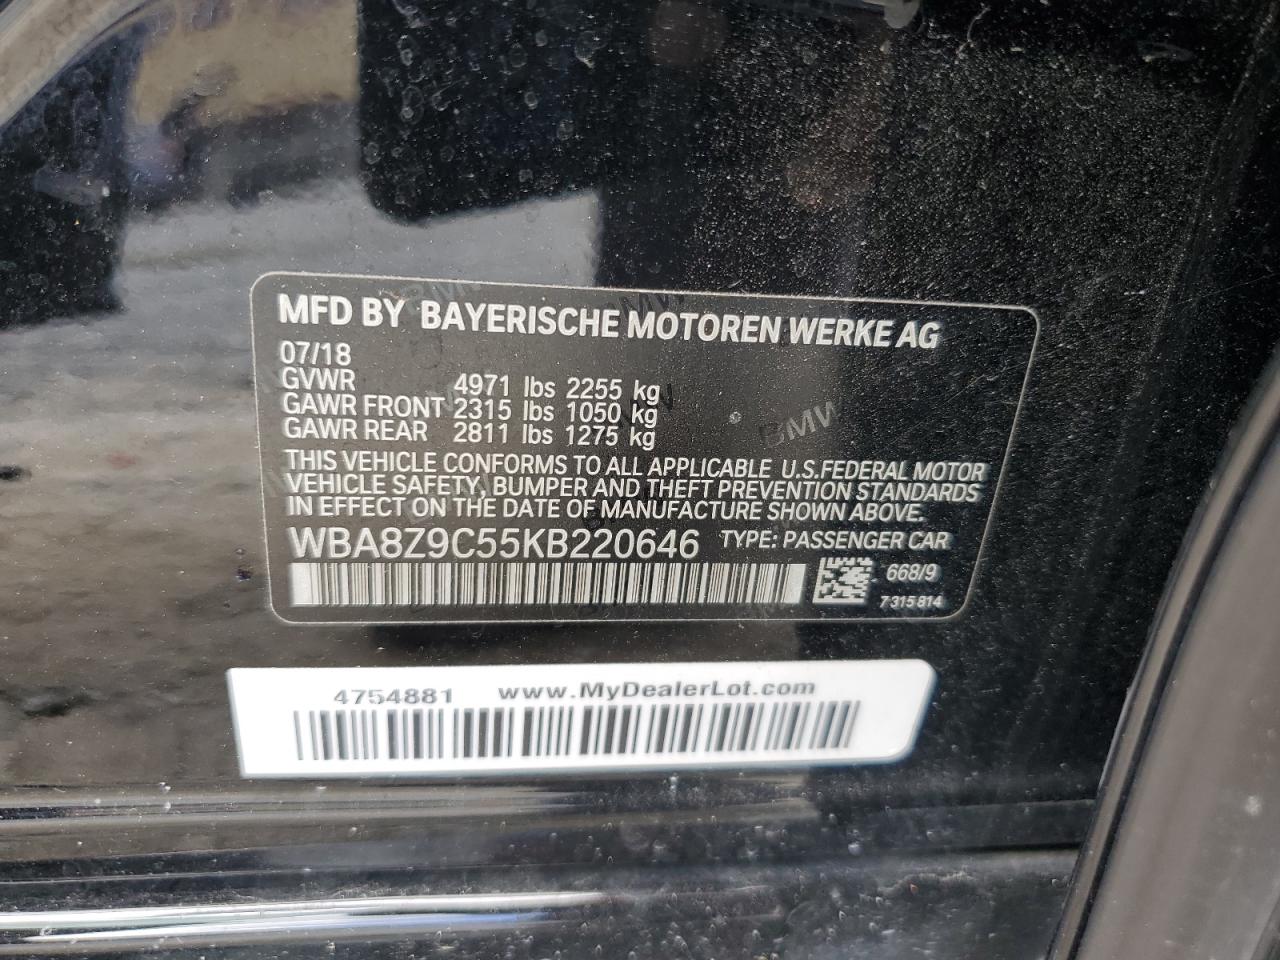 MFD BY BAYERISCHE MOTOREN WERKE AG
07/18
GVWR 4971 lbs 2255 kg
GAWR FRONT 2315 lbs 1050 kg
GAWR REAR 2811 lbs 1275 kg
THIS VEHICLE CONFORMS TO ALL APPLICABLE U.S.FEDERAL MOTOR
VEHICLE SAFETY, BUMPER AND THEFT PREVENTION STANDARDS
IN EFFECT ON THE DATE OF MANUFACTURE SHOWN ABOVE.
WBA8Z9C55KB220646 TYPE: PASSENGER CAR
668/9
7 315 814
4754881 www.MyDealerLot.com